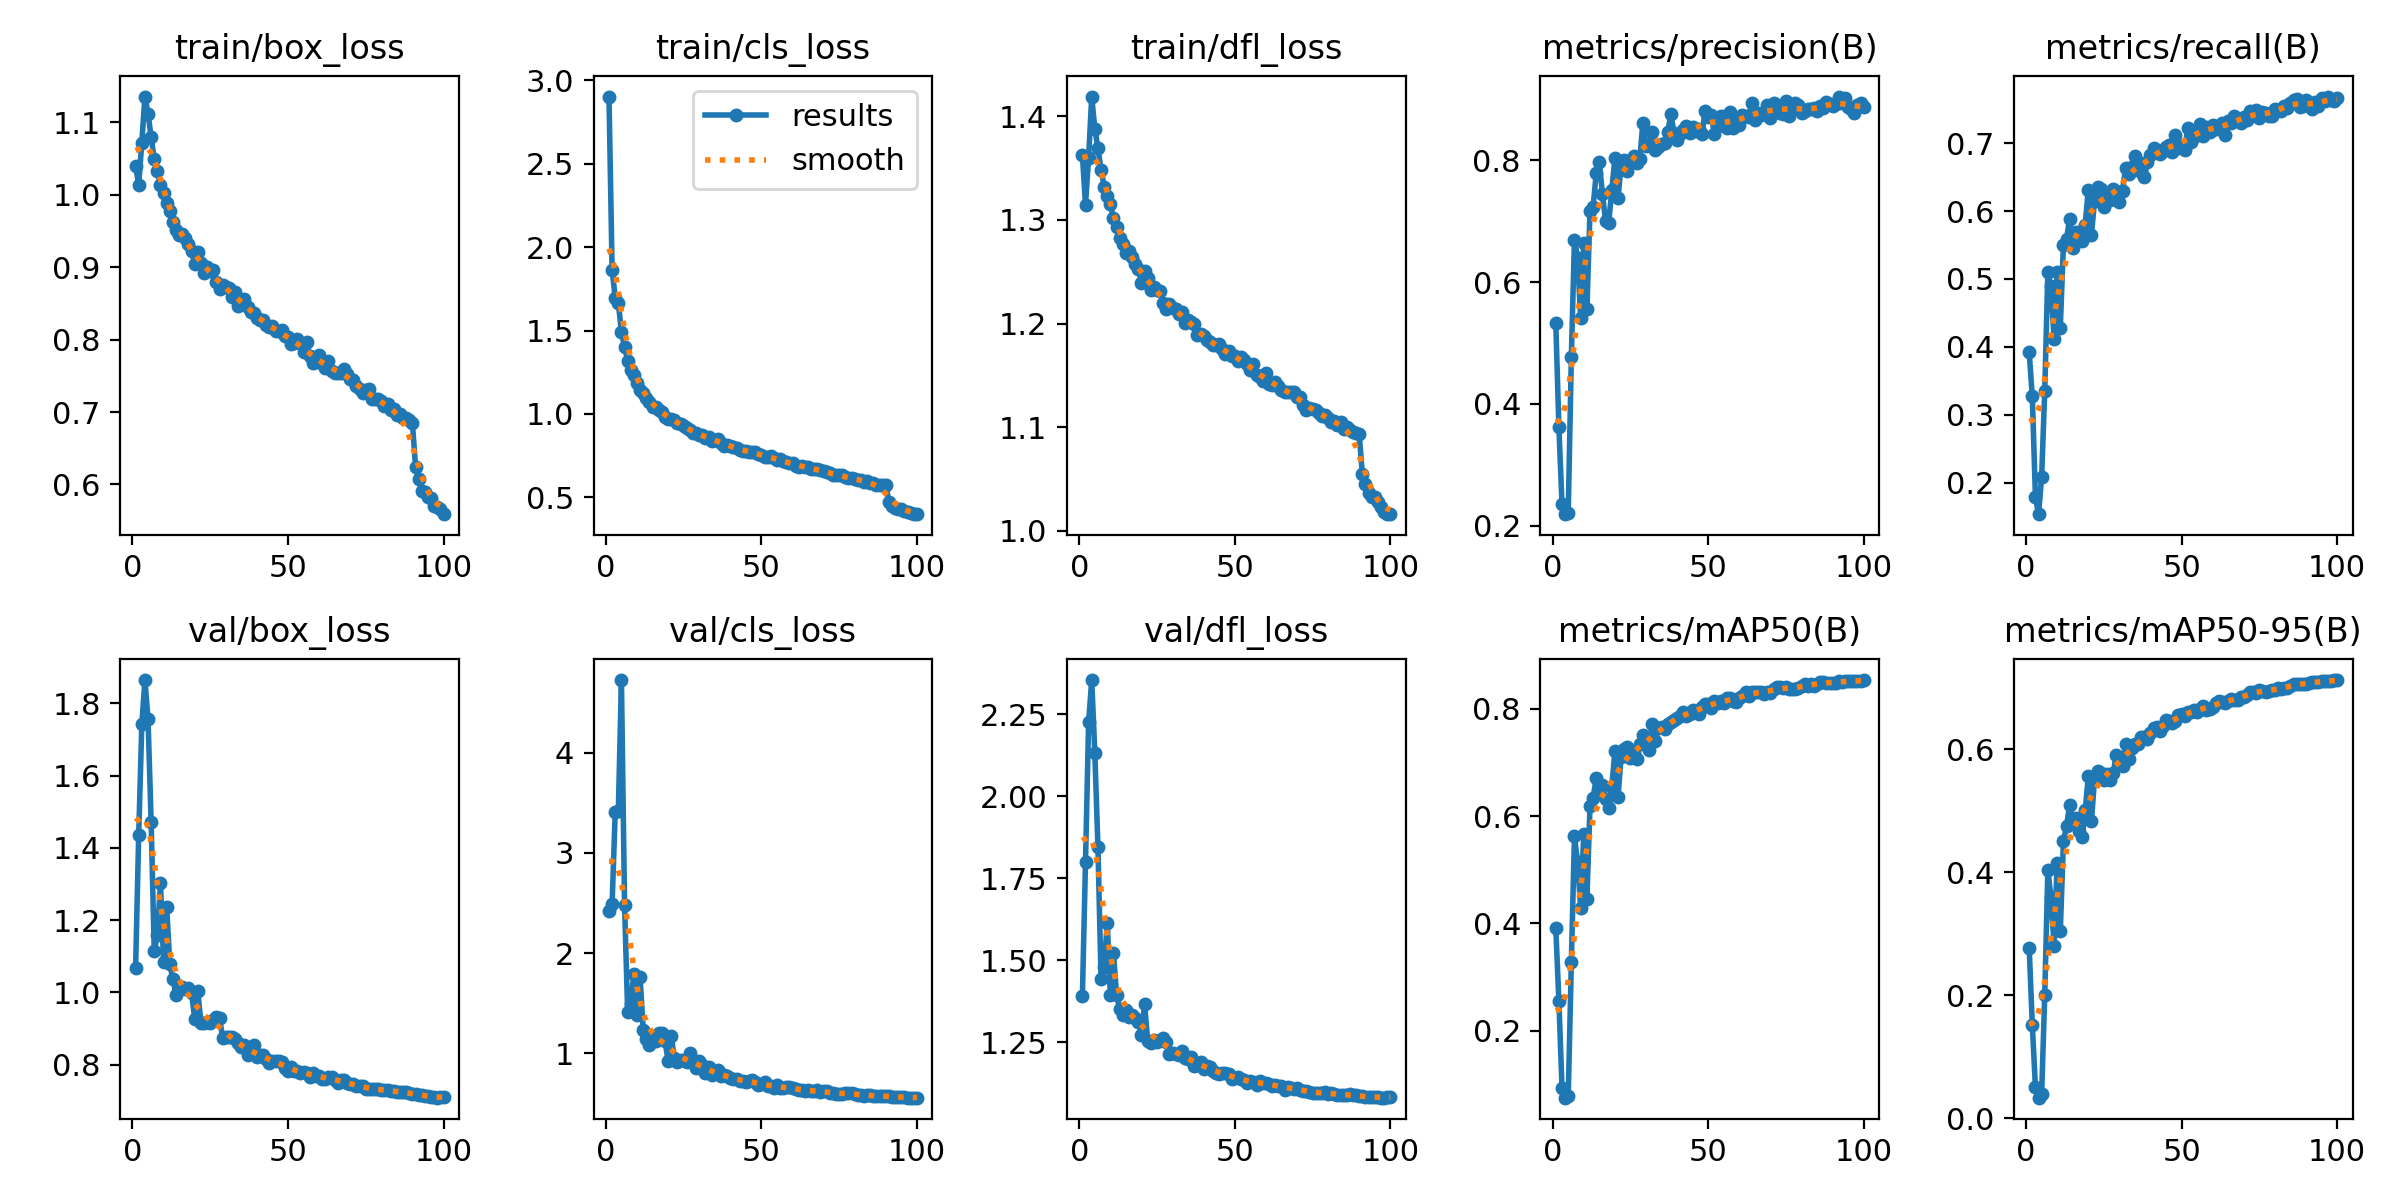 train/box_loss
1.1
1.0
0.9
0.8
0.7
0.6
0 50 100
train/cls_loss
3.0
2.5
2.0
1.5
1.0
0.5
0 50 100
results
smooth
train/dfl_loss
1.4
1.3
1.2
1.1
1.0
0 50 100
metrics/precision(B)
0.8
0.6
0.4
0.2
0 50 100
metrics/recall(B)
0.7
0.6
0.5
0.4
0.3
0.2
0 50 100
val/box_loss
1.8
1.6
1.4
1.2
1.0
0.8
0 50 100
val/cls_loss
4
3
2
1
0 50 100
val/dfl_loss
2.25
2.00
1.75
1.50
1.25
0 50 100
metrics/mAP50(B)
0.8
0.6
0.4
0.2
0 50 100
metrics/mAP50-95(B)
0.6
0.4
0.2
0.0
0 50 100